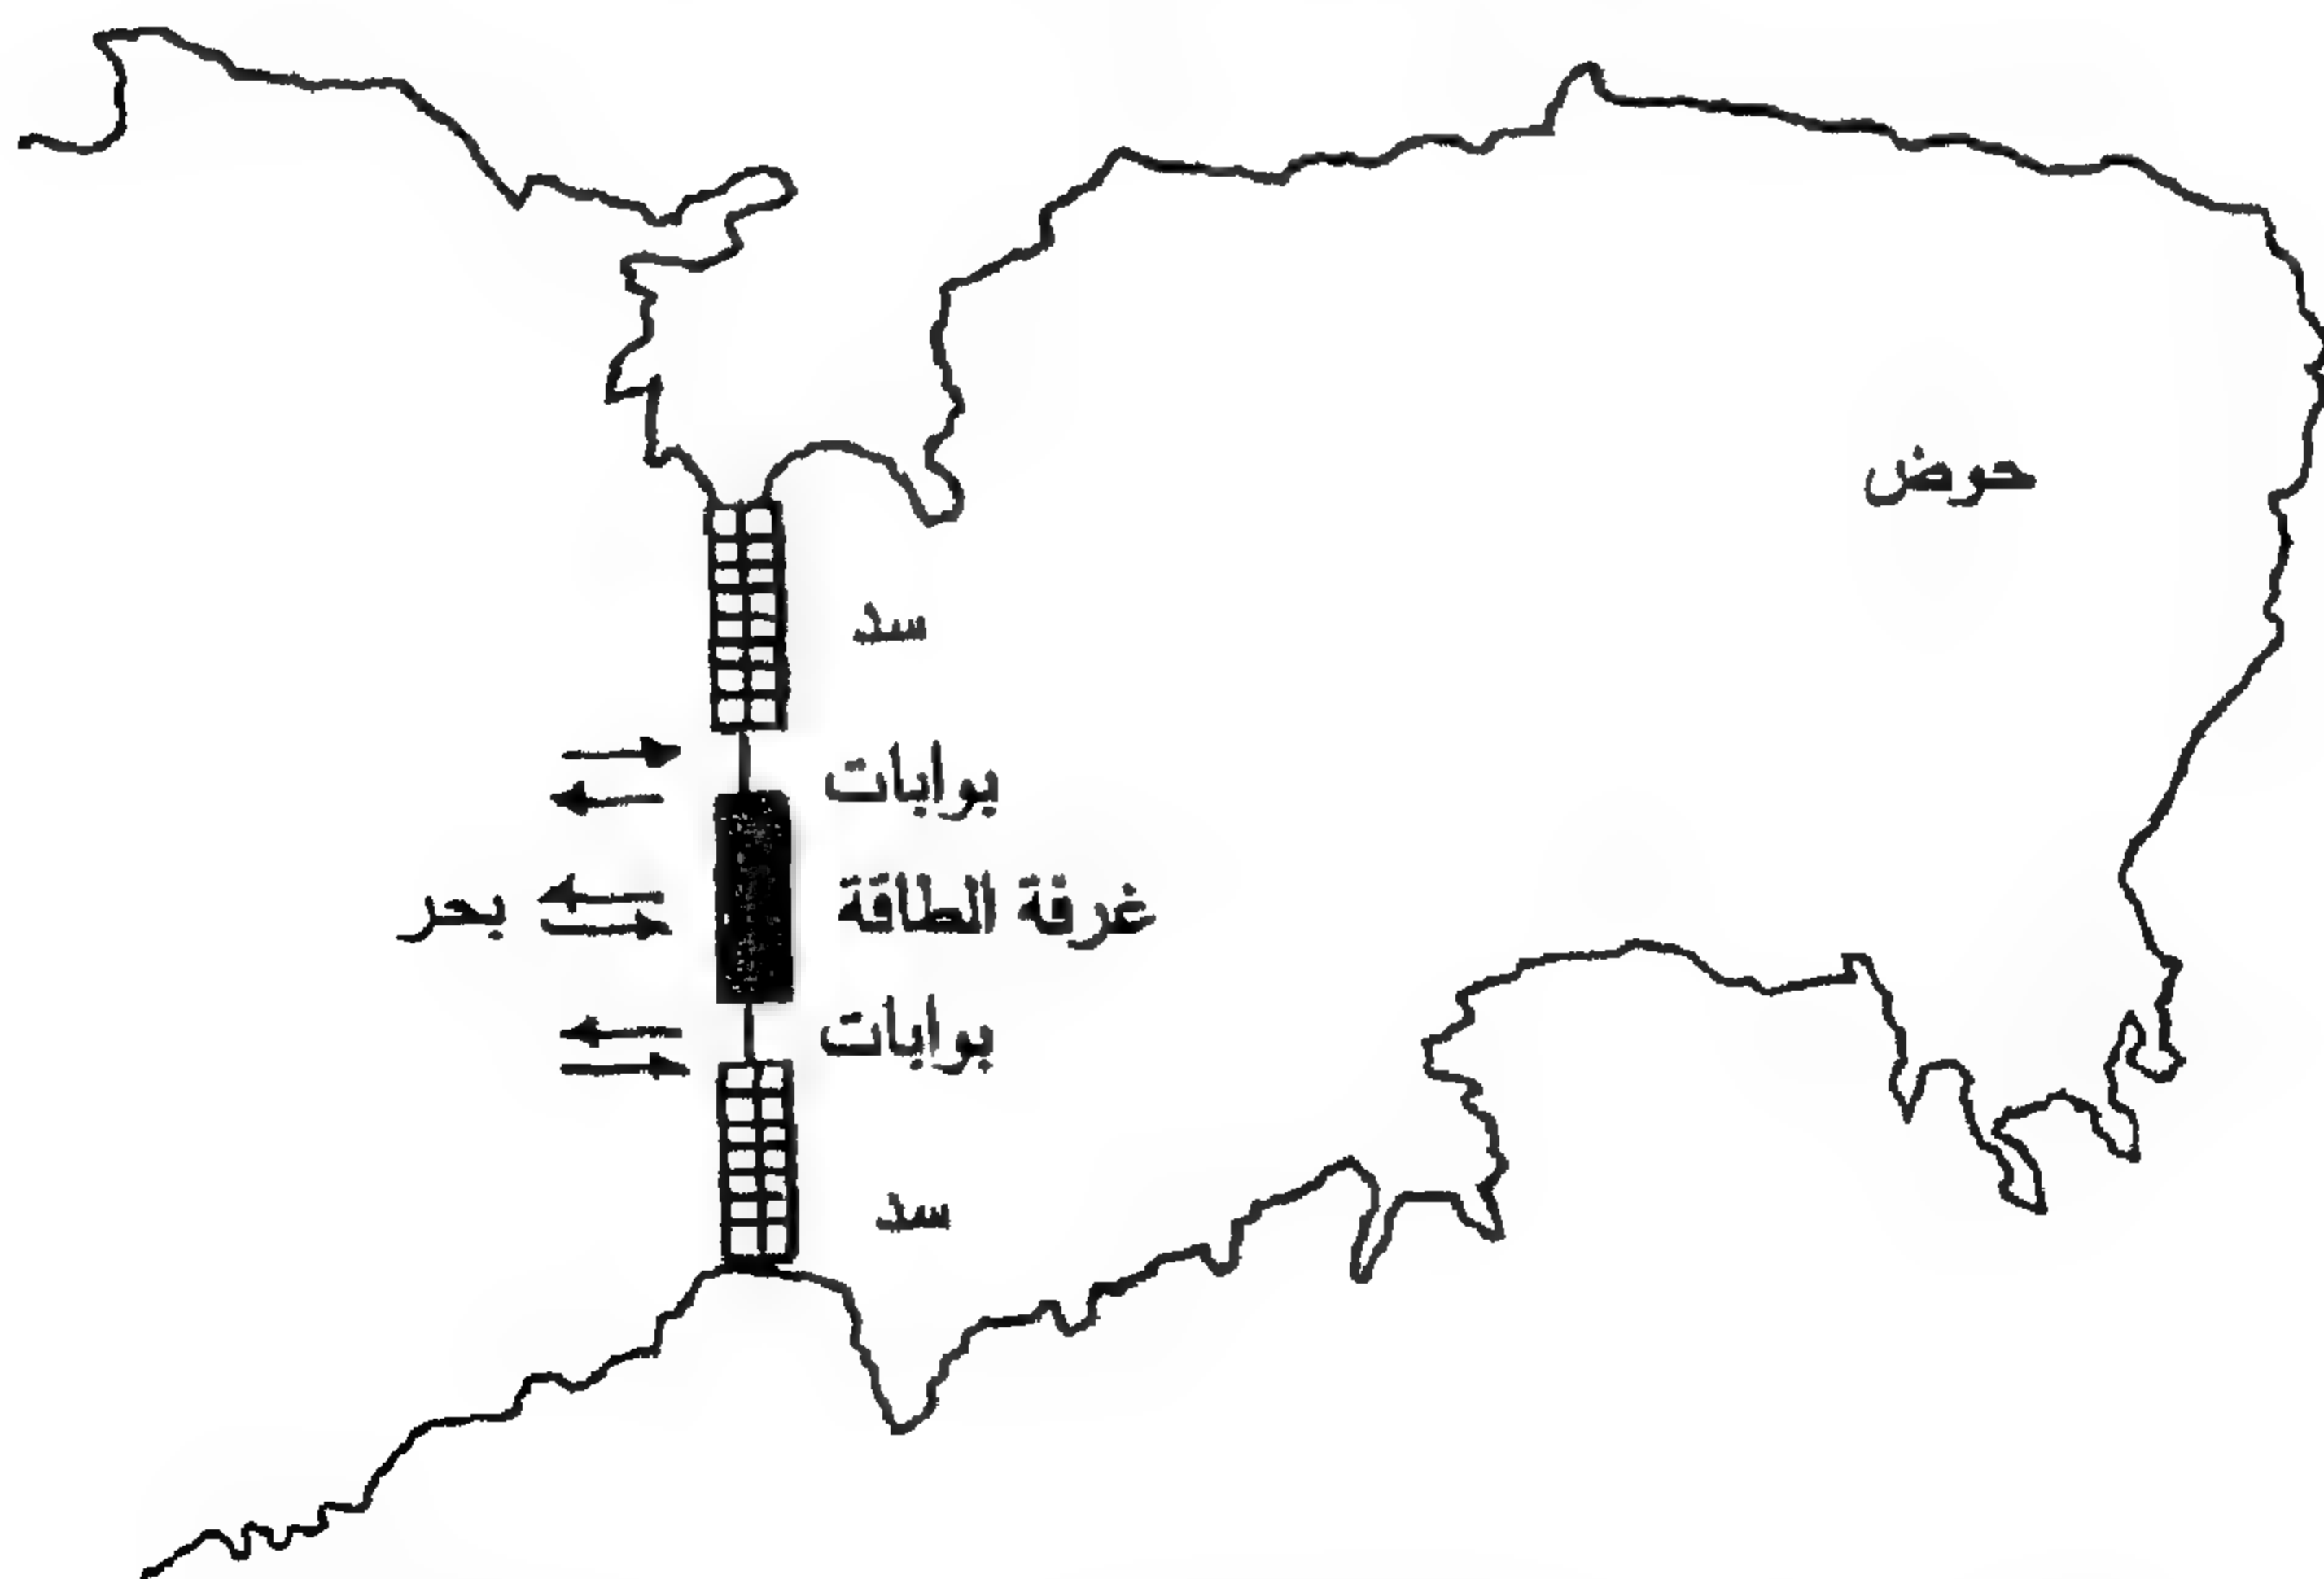 حوض
سد
بوابات
غرفة الطاقة
بحر
بوابات
سد